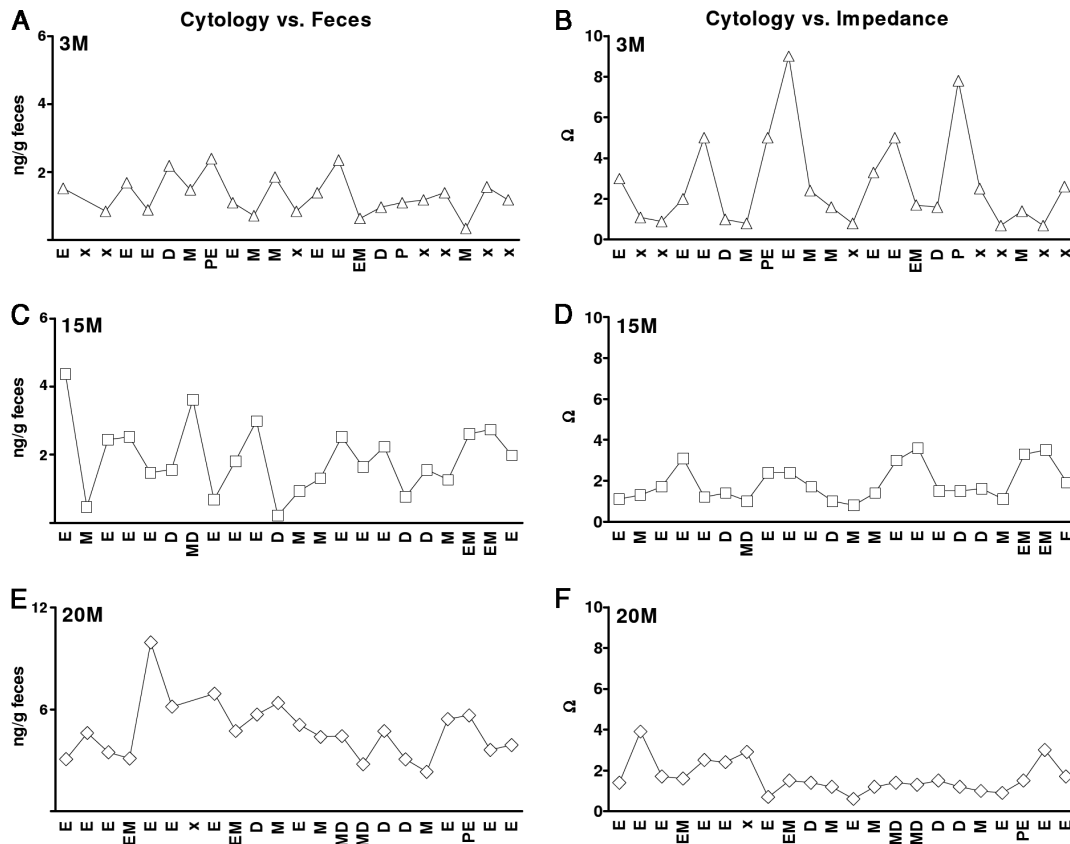 A Cytology vs. Feces
3M
6
4
2
ng/g feces
E x x E E D M PE E M M x E E EM D P x x M x x
B Cytology vs. Impedance
3M
10
8
6
4
2
0
Ω
E x x E E D M PE E M M x E E EM D P x x M x x
C
15M
6
4
2
ng/g feces
E M E E E D MD E E E D M M E E E D D M EM EM E
D
15M
10
8
6
4
2
0
Ω
E M E E E D MD E E E D M M E E E D D M EM EM E
E
20M
12
6
ng/g feces
E E E EM E E x E EM D M E M MD MD D D M E PE E E
F
20M
10
8
6
4
2
0
Ω
E E E EM E E x E EM D M E M MD MD D D M E PE E E